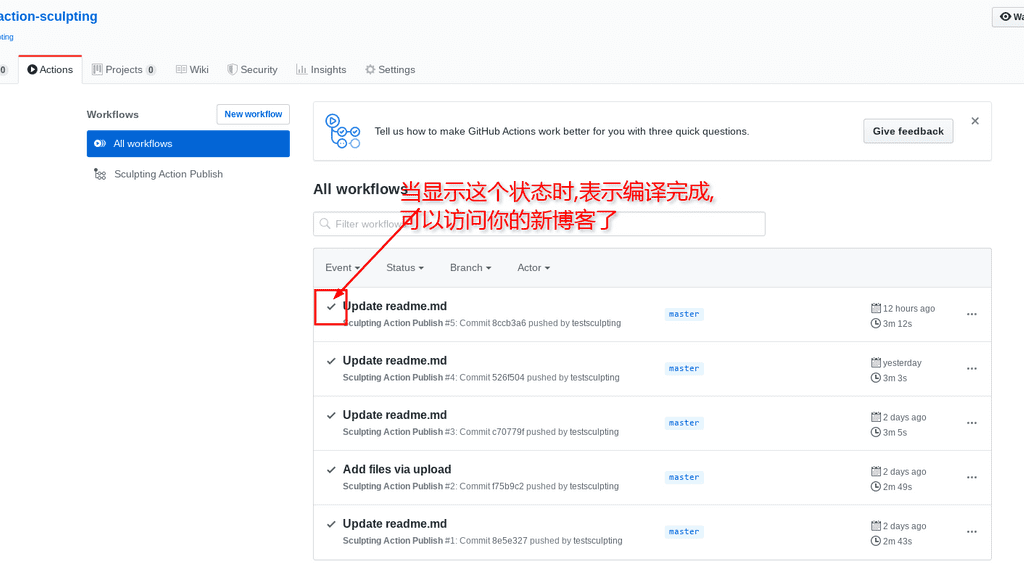 action-sculpting
Wa
pting
0 Actions Projects 0 Wiki Security Insights Settings
Workflows
New workflow
All workflows
Sculpting Action Publish
Tell us how to make GitHub Actions work better for you with three quick questions.
Give feedback
All workflows
当显示这个状态时,表示编译完成,
可以访问你的新博客了
Filter workflow
Event Status Branch Actor
Update readme.md
Sculpting Action Publish #5: Commit 8ccb3a6 pushed by testsculpting
master
12 hours ago
3m 12s
Update readme.md
Sculpting Action Publish #4: Commit 526f504 pushed by testsculpting
master
yesterday
3m 3s
Update readme.md
Sculpting Action Publish #3: Commit c70779f pushed by testsculpting
master
2 days ago
3m 5s
Add files via upload
Sculpting Action Publish #2: Commit f75b9c2 pushed by testsculpting
master
2 days ago
2m 49s
Update readme.md
Sculpting Action Publish #1: Commit 8e5e327 pushed by testsculpting
master
2 days ago
2m 43s